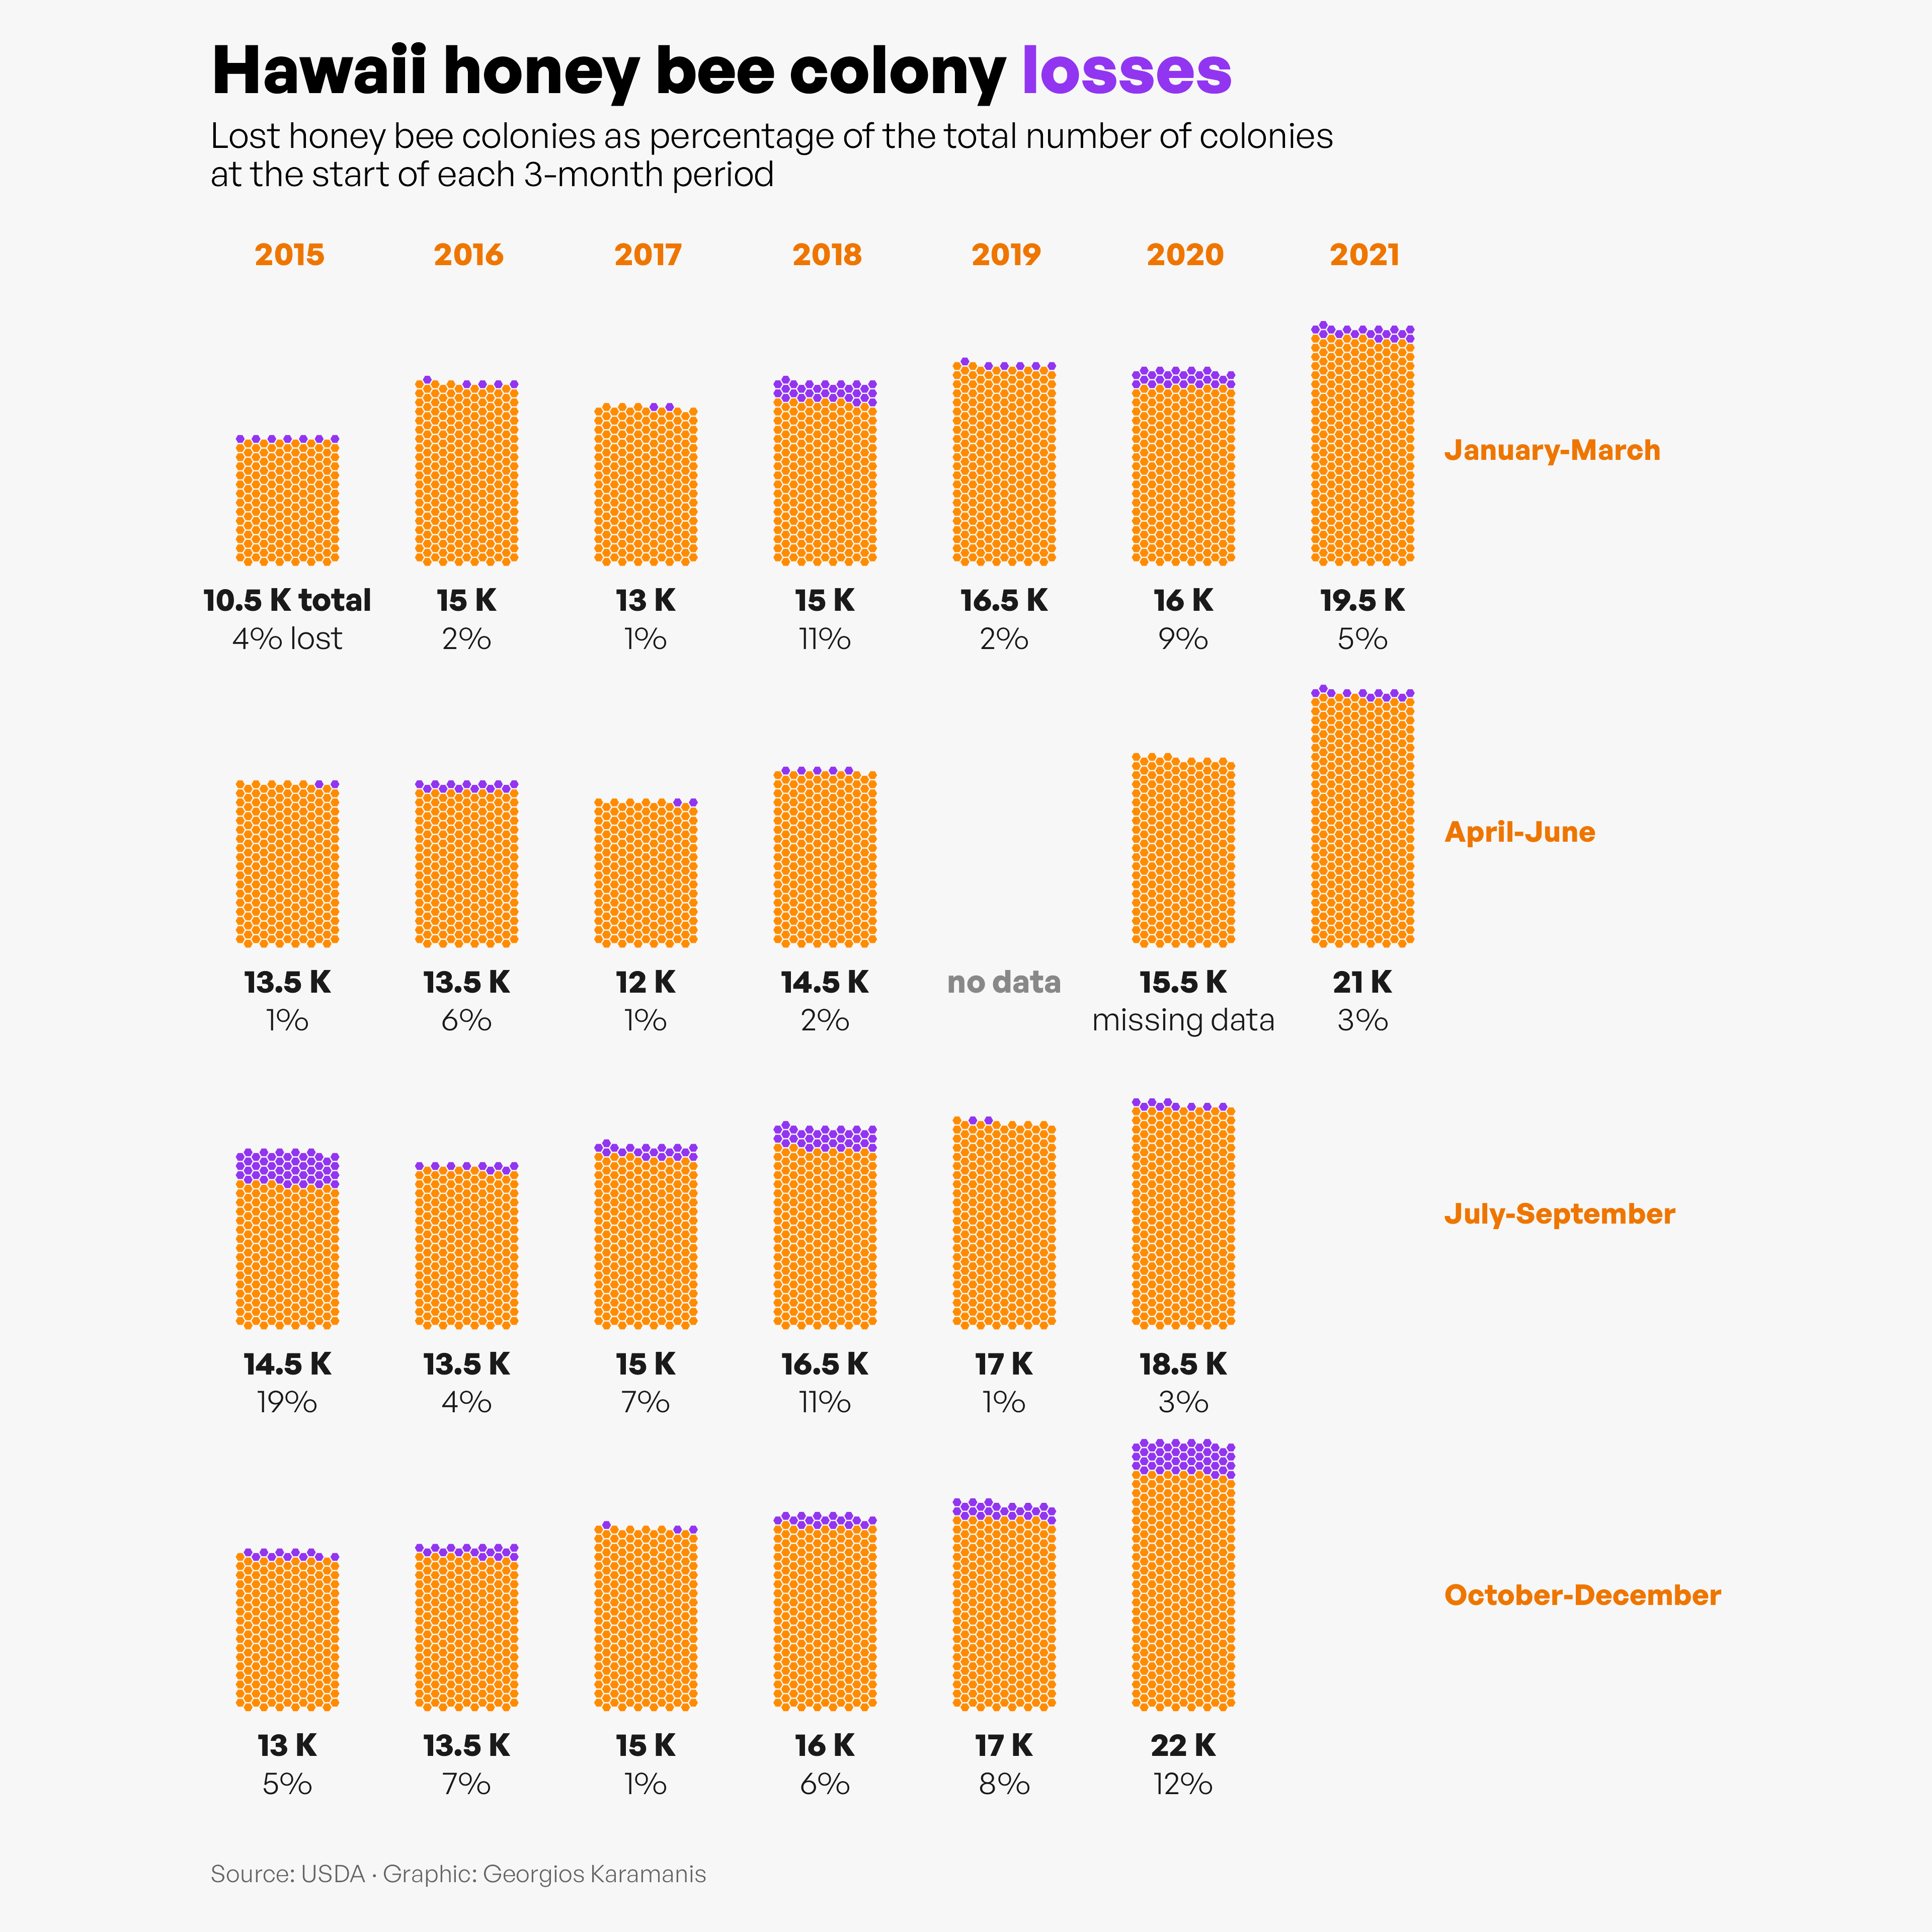 Hawaii honey bee colony losses
Lost honey bee colonies as percentage of the total number of colonies
at the start of each 3-month period
2015 2016 2017 2018 2019 2020 2021
January-March
10.5 K total 15 K 13 K 15 K 16.5 K 16 K 19.5 K
4% lost 2% 1% 11% 2% 9% 5%
April-June
13.5 K 13.5 K 12 K 14.5 K no data 15.5 K 21 K
1% 6% 1% 2% missing data 3%
July-September
14.5 K 13.5 K 15 K 16.5 K 17 K 18.5 K
19% 4% 7% 11% 1% 3%
October-December
13 K 13.5 K 15 K 16 K 17 K 22 K
5% 7% 1% 6% 8% 12%
Source: USDA · Graphic: Georgios Karamanis